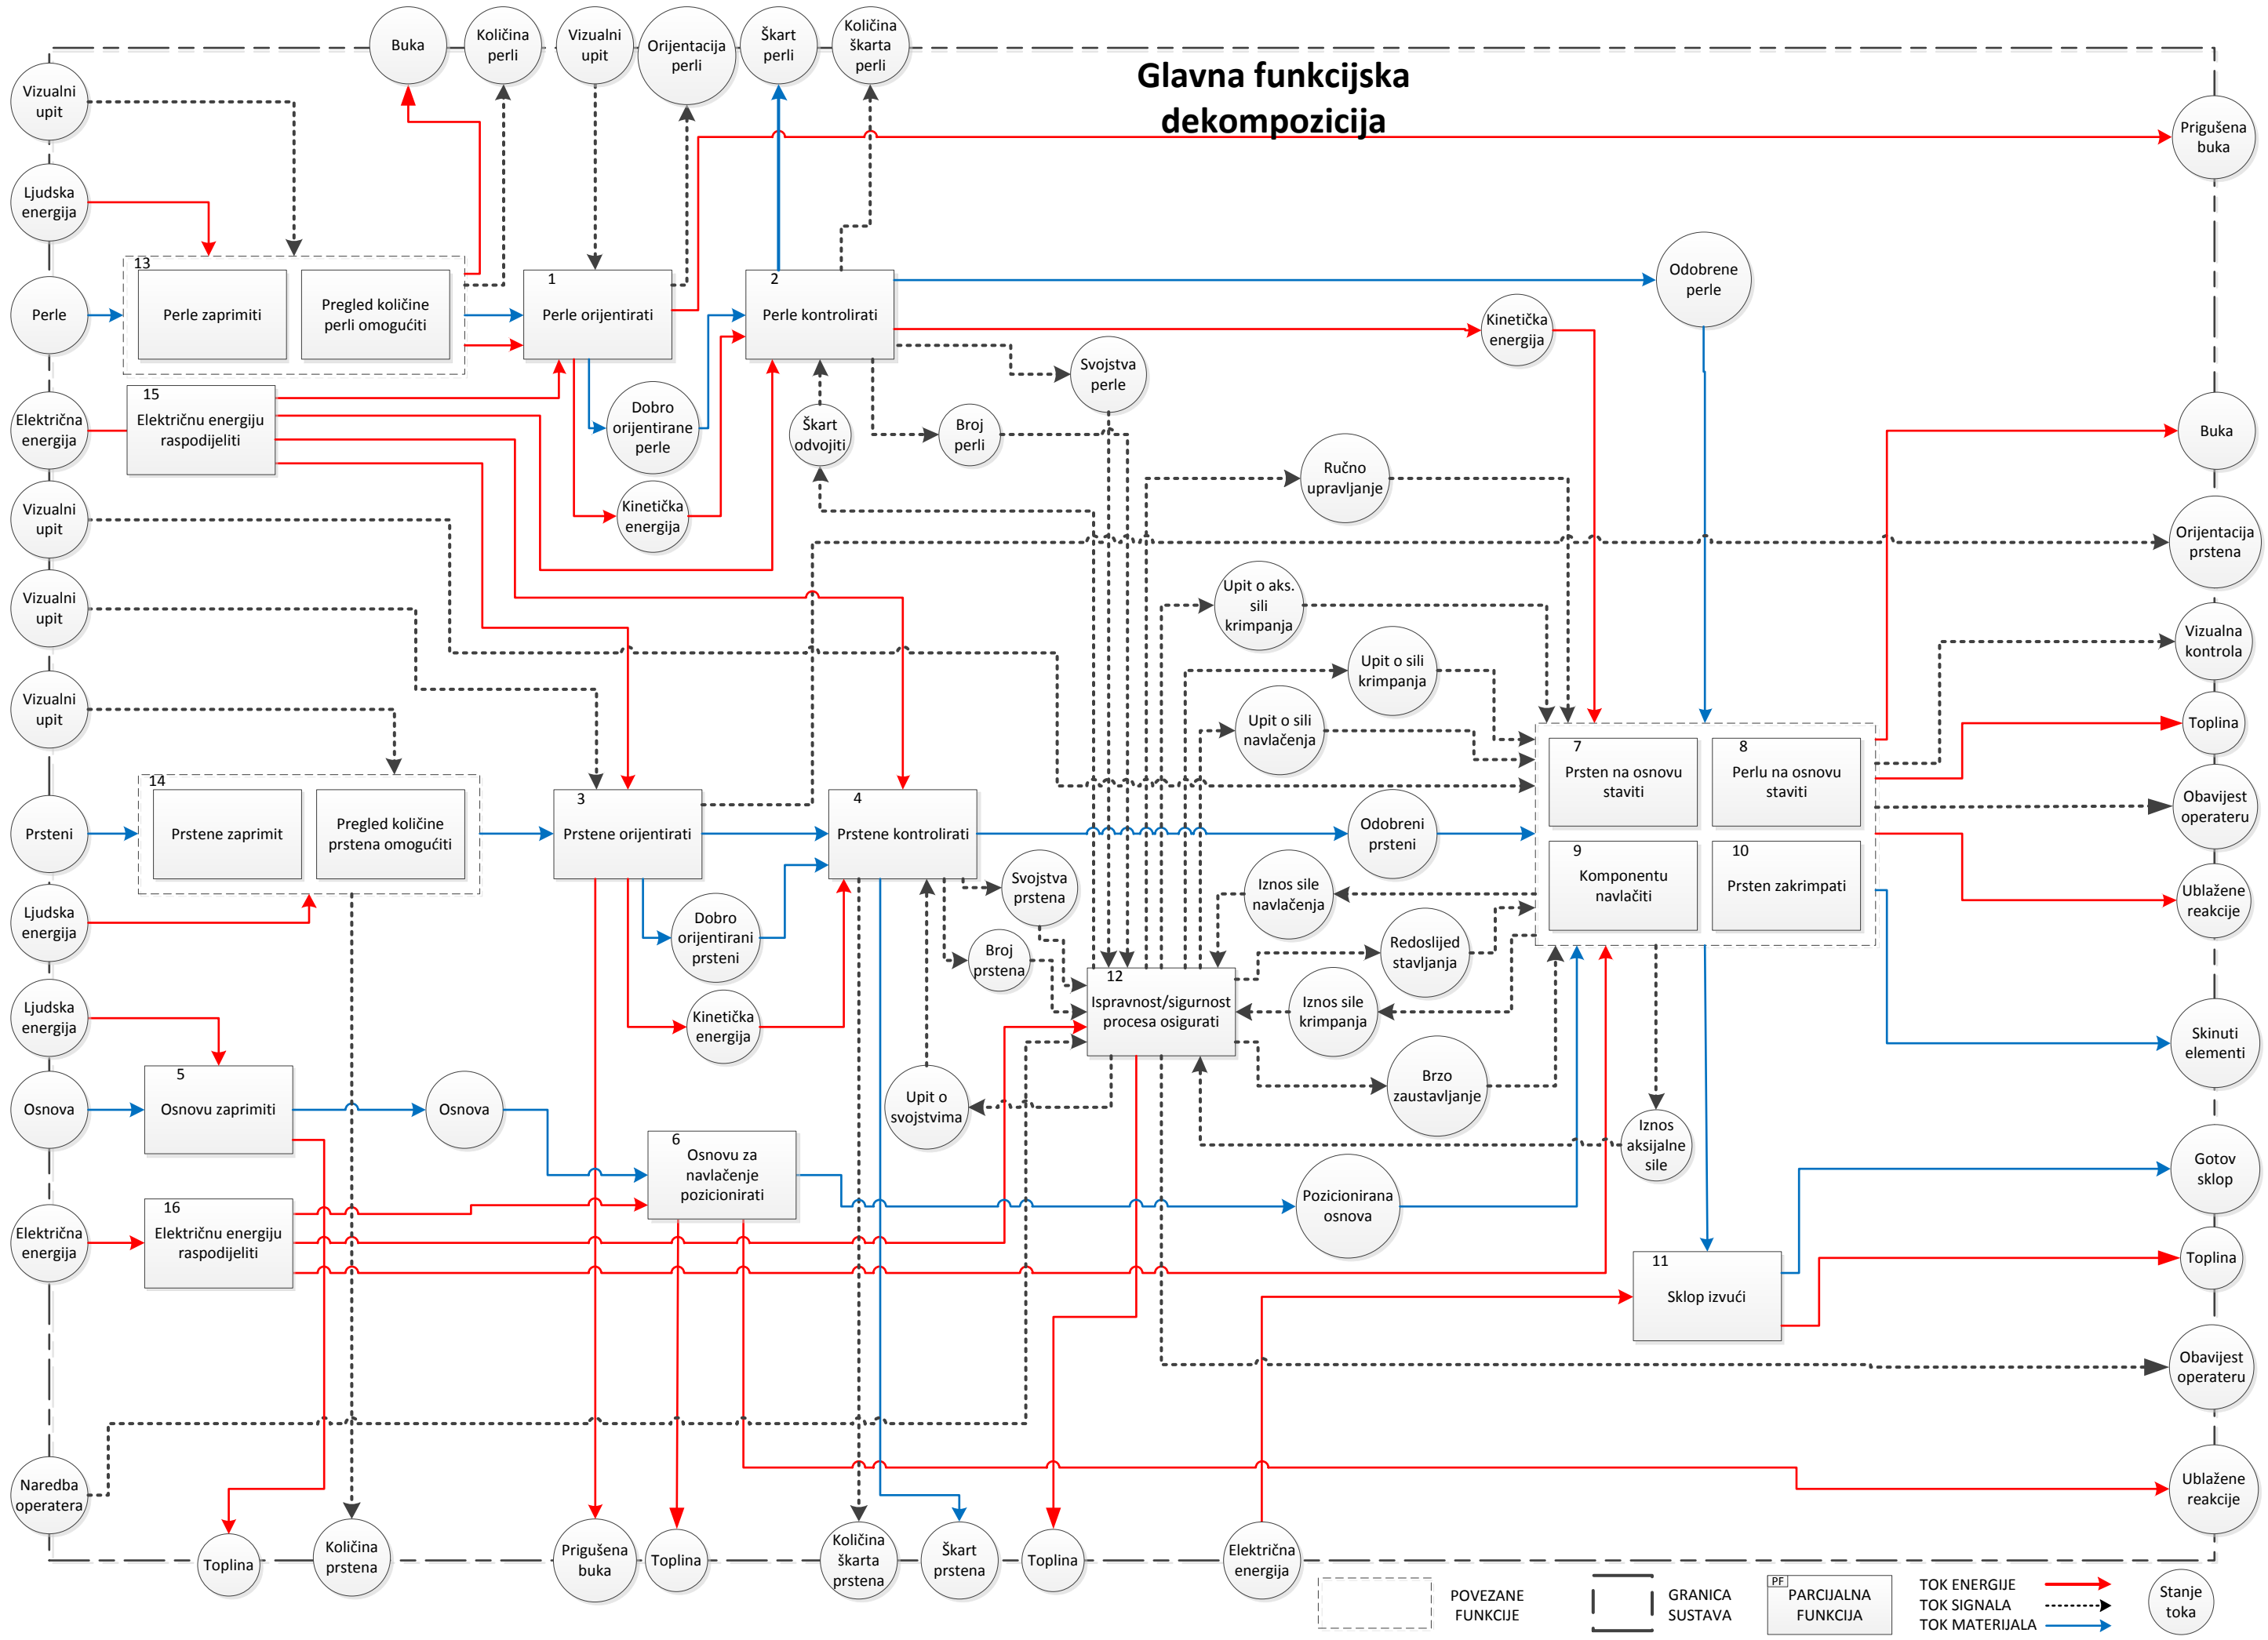 Glavna funkcijska
dekompozicija
Buka
Količina
perli
Vizualni
upit
Orijentacija
perli
Škart
perli
Količina
škarta
perli
Vizualni
upit
Prigušena
buka
Ljudska
energija
13
Perle zaprimiti
Pregled količine
perli omogućiti
1
Perle orijentirati
2
Perle kontrolirati
Odobrene
perle
Perle
Kinetička
energija
Svojstva
perle
15
Električnu energiju
raspodijeliti
Električna
energija
Dobro
orijentirane
perle
Škart
odvojiti
Broj
perli
Buka
Ručno
upravljanje
Vizualni
upit
Kinetička
energija
Orijentacija
prstena
Vizualni
upit
Upit o aks.
sili
krimpanja
Vizualna
kontrola
Upit o sili
krimpanja
Vizualni
upit
Upit o sili
navlačenja
Toplina
14
Prstene zaprimit
Pregled količine
prstena omogućiti
3
Prstene orijentirati
4
Prstene kontrolirati
Odobreni
prsteni
7
Prsten na osnovu
staviti
8
Perlu na osnovu
staviti
9
Komponentu
navlačiti
10
Prsten zakrimpati
Obavijest
operateru
Prsteni
Svojstva
prstena
Iznos sile
navlačenja
Ublažene
reakcije
Ljudska
energija
Dobro
orijentirani
prsteni
Broj
prstena
Redoslijed
stavljanja
12
Ispravnost/sigurnost
procesa osigurati
Iznos sile
krimpanja
Ljudska
energija
Kinetička
energija
Skinuti
elementi
5
Osnovu zaprimiti
Osnova
Osnova
Upit o
svojstvima
Brzo
zaustavljanje
Iznos
aksijalne
sile
6
Osnovu za
navlačenje
pozicionirati
Gotov
sklop
Pozicionirana
osnova
16
Električnu energiju
raspodijeliti
Električna
energija
Toplina
11
Sklop izvući
Obavijest
operateru
Naredba
operatera
Ublažene
reakcije
Toplina
Količina
prstena
Prigušena
buka
Toplina
Količina
škarta
prstena
Škart
prstena
Toplina
Električna
energija
POVEZANE
FUNKCIJE
GRANICA
SUSTAVA
PF
PARCIJALNA
FUNKCIJA
TOK ENERGIJE
TOK SIGNALA
TOK MATERIJALA
Stanje
toka